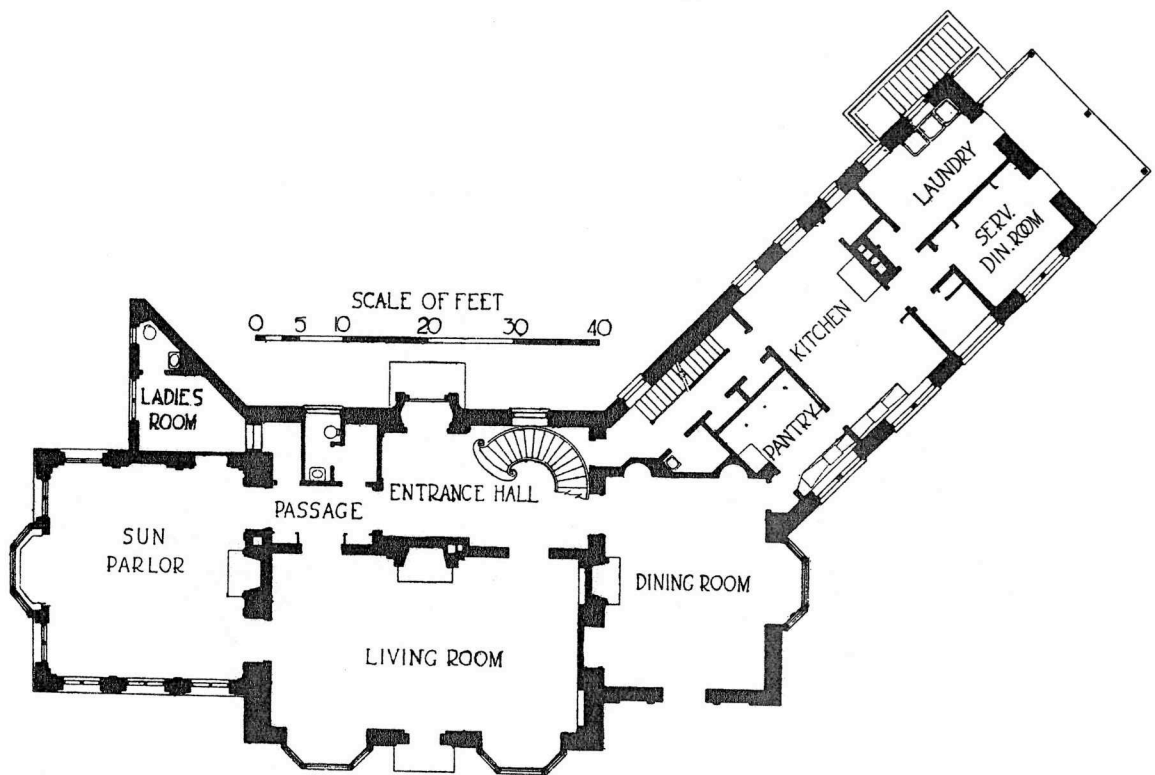 SCALE OF FEET
0 5 10 20 30 40
LAUNDRY
SERV.
DIN. ROOM
KITCHEN
PANTRY
LADIES
ROOM
ENTRANCE HALL
PASSAGE
SUN
PARLOR
DINING ROOM
LIVING ROOM